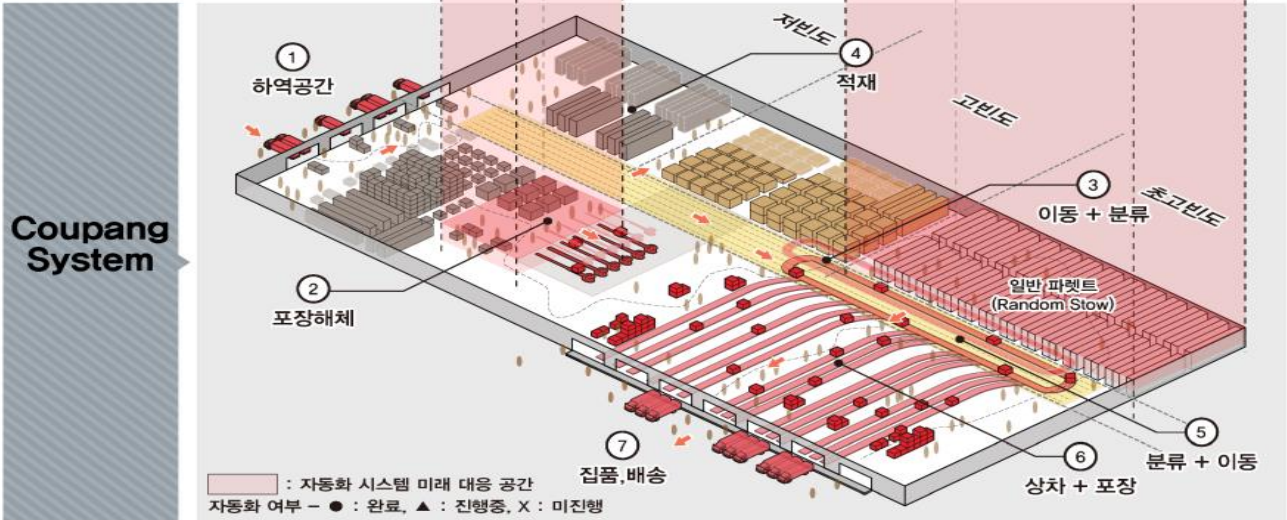 Coupang
System
①
하역공간
저빈도
④
적재
고빈도
③
이동 + 분류
초고빈도
②
포장해체
일반 파렛트
(Random Stow)
⑤
분류 + 이동
⑥
상차 + 포장
⑦
집품,배송
: 자동화 시스템 미래 대응 공간
자동화 여부 - ● : 완료, ▲ : 진행중, X : 미진행